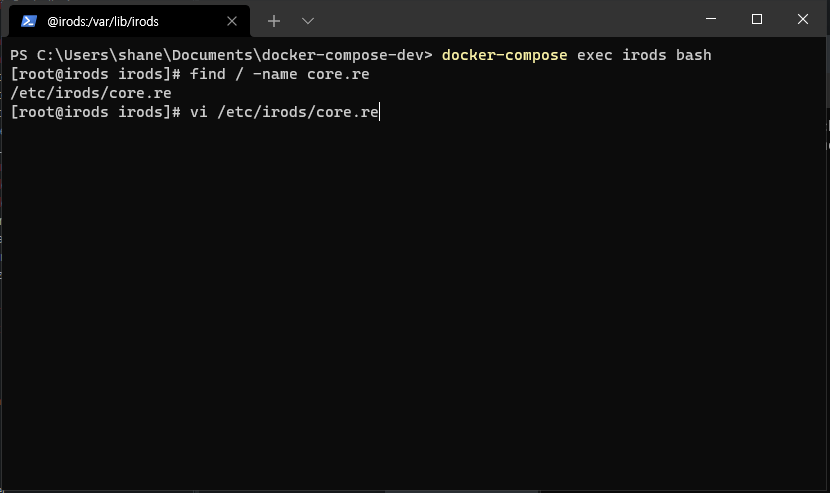 @irods:/var/lib/irods
PS C:\Users\shane\Documents\docker-compose-dev> docker-compose exec irods bash
[root@irods irods]# find / -name core.re
/etc/irods/core.re
[root@irods irods]# vi /etc/irods/core.re